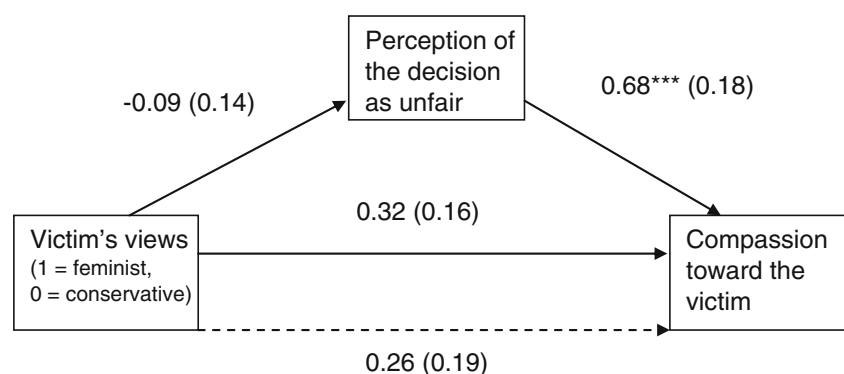 Perception of
the decision
as unfair
-0.09 (0.14)
0.68*** (0.18)
0.32 (0.16)
Victim's views
(1 = feminist,
0 = conservative)
Compassion
toward the
victim
0.26 (0.19)